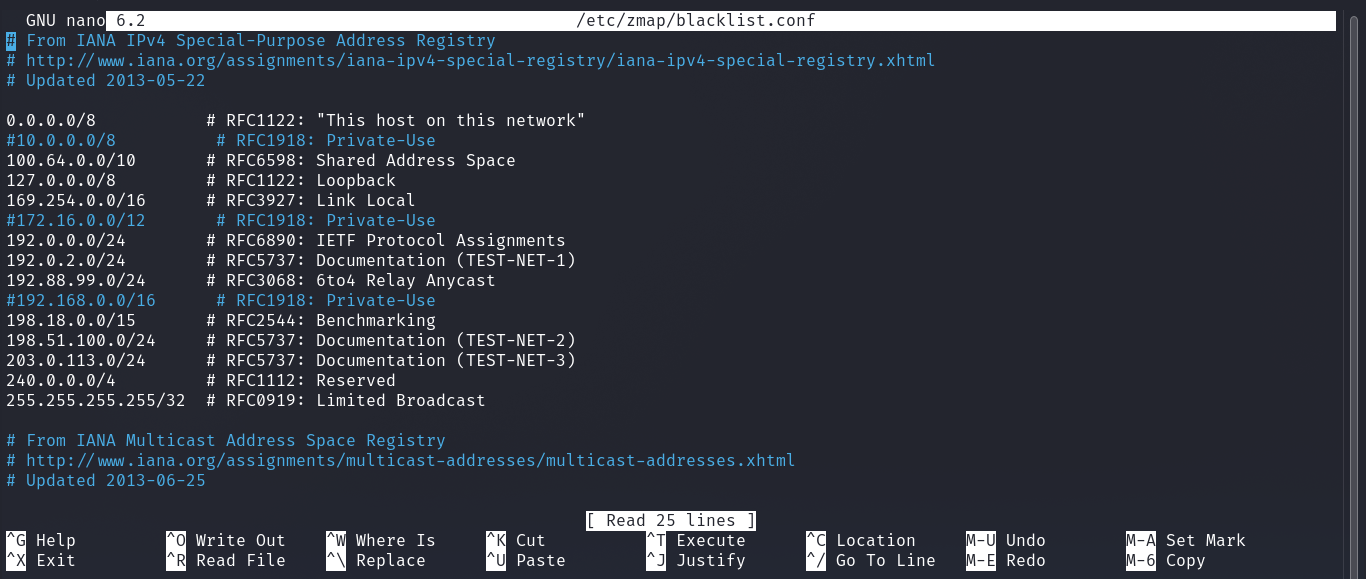 GNU nano 6.2 /etc/zmap/blacklist.conf
# From IANA IPv4 Special-Purpose Address Registry
# http://www.iana.org/assignments/iana-ipv4-special-registry/iana-ipv4-special-registry.xhtml
# Updated 2013-05-22
0.0.0.0/8           # RFC1122: "This host on this network"
#10.0.0.0/8          # RFC1918: Private-Use
100.64.0.0/10       # RFC6598: Shared Address Space
127.0.0.0/8         # RFC1122: Loopback
169.254.0.0/16      # RFC3927: Link Local
#172.16.0.0/12       # RFC1918: Private-Use
192.0.0.0/24        # RFC6890: IETF Protocol Assignments
192.0.2.0/24        # RFC5737: Documentation (TEST-NET-1)
192.88.99.0/24      # RFC3068: 6to4 Relay Anycast
#192.168.0.0/16      # RFC1918: Private-Use
198.18.0.0/15       # RFC2544: Benchmarking
198.51.100.0/24     # RFC5737: Documentation (TEST-NET-2)
203.0.113.0/24      # RFC5737: Documentation (TEST-NET-3)
240.0.0.0/4         # RFC1112: Reserved
255.255.255.255/32  # RFC0919: Limited Broadcast
# From IANA Multicast Address Space Registry
# http://www.iana.org/assignments/multicast-addresses/multicast-addresses.xhtml
# Updated 2013-06-25
[ Read 25 lines ]
^G Help ^O Write Out ^W Where Is ^K Cut ^T Execute ^C Location M-U Undo M-A Set Mark
^X Exit ^R Read File ^\ Replace ^U Paste ^J Justify ^/ Go To Line M-E Redo M-6 Copy